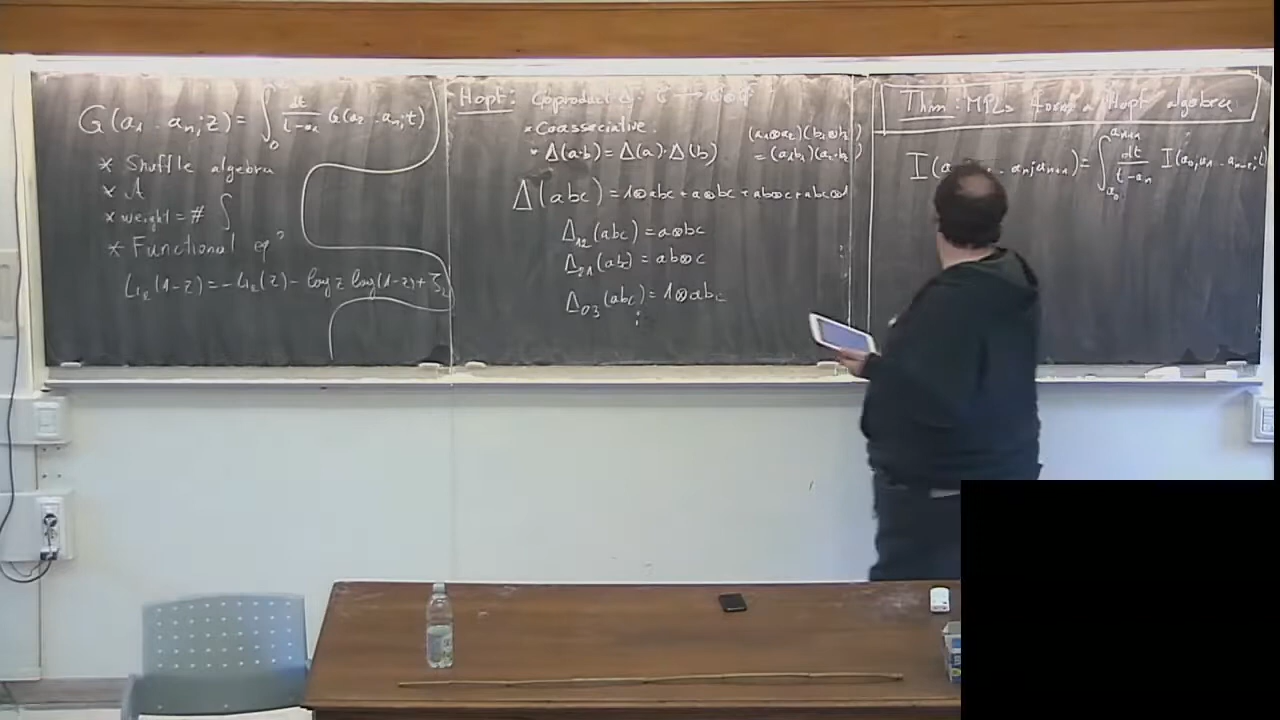 G(a₁ … aₙ; z) = ∫₀ dt/(t-a₁) G(a₂ … aₙ; t)
* Shuffle algebra
* A
* weight = # ∫
* Functional eq°
Li₂(1-z) = -Li₂(z) - log z log(1-z) + ζ₂
Hopf: Coproduct Δ:
* Coassociative.
* Δ(a·b) = Δ(a)·Δ(b)
(a₁⊗a₂)(b₁⊗b₂)
= (a₁b₁)(a₂·b₂)
Δ(abc) = 1⊗abc + a⊗bc + ab⊗c + abc⊗1
Δ₁₂(abc) = a⊗bc
Δ₂₁(abc) = ab⊗c
Δ₀₃(abc) = 1⊗abc
⋮
Thm: MPLs form a Hopf algebra
I(a … aₙ; aₙ₊₁) = ∫ₐ₀^aₙ₊₁ dt/(t-aₙ) I(a₀; a₁ … aₙ₋₁; t)